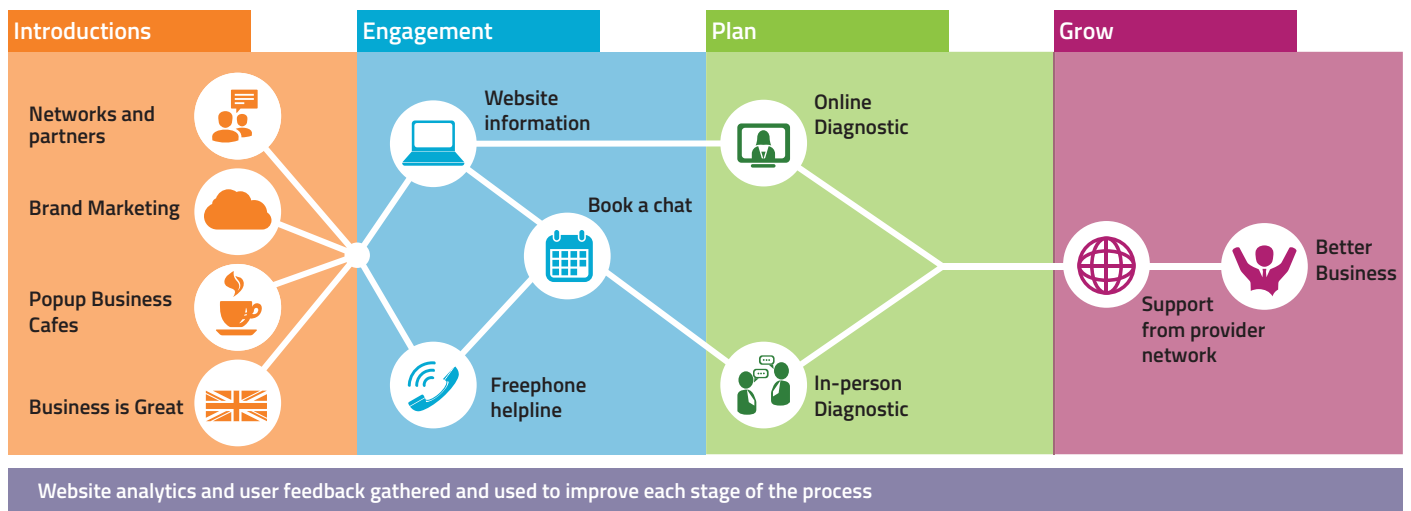 Introductions
Engagement
Plan
Grow
Networks and
partners
Brand Marketing
Popup Business
Cafes
Business is Great
Website
information
Book a chat
Freephone
helpline
Online
Diagnostic
In-person
Diagnostic
Support
from provider
network
Better
Business
Website analytics and user feedback gathered and used to improve each stage of the process